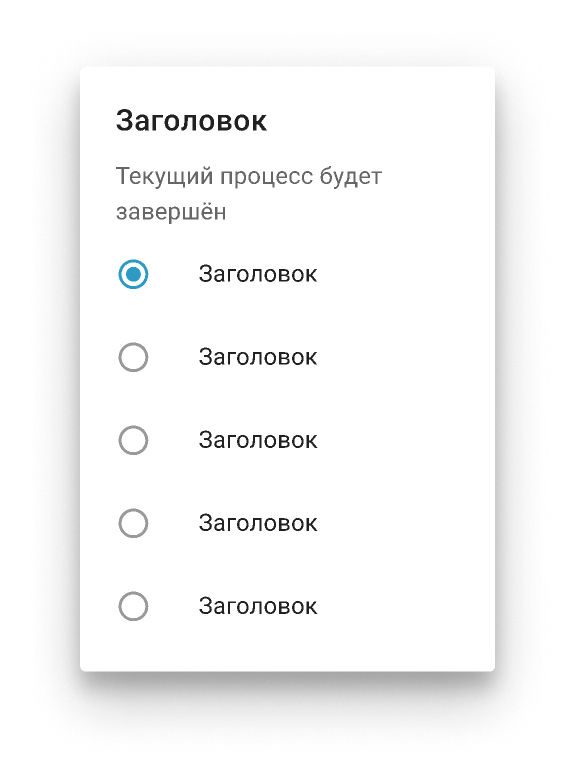 Заголовок
Текущий процесс будет
завершён
Заголовок
Заголовок
Заголовок
Заголовок
Заголовок